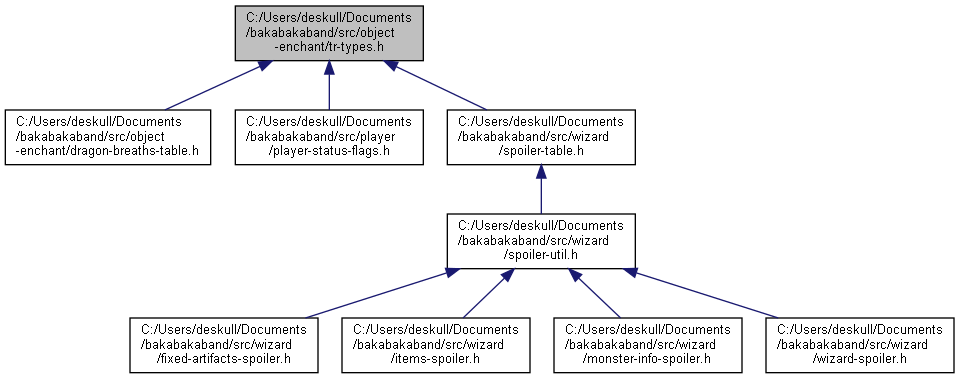 C:/Users/deskull/Documents
/bakabakaband/src/object
-enchant/tr-types.h
C:/Users/deskull/Documents
/bakabakaband/src/object
-enchant/dragon-breaths-table.h
C:/Users/deskull/Documents
/bakabakaband/src/player
/player-status-flags.h
C:/Users/deskull/Documents
/bakabakaband/src/wizard
/spoiler-table.h
C:/Users/deskull/Documents
/bakabakaband/src/wizard
/spoiler-util.h
C:/Users/deskull/Documents
/bakabakaband/src/wizard
/fixed-artifacts-spoiler.h
C:/Users/deskull/Documents
/bakabakaband/src/wizard
/items-spoiler.h
C:/Users/deskull/Documents
/bakabakaband/src/wizard
/monster-info-spoiler.h
C:/Users/deskull/Documents
/bakabakaband/src/wizard
/wizard-spoiler.h